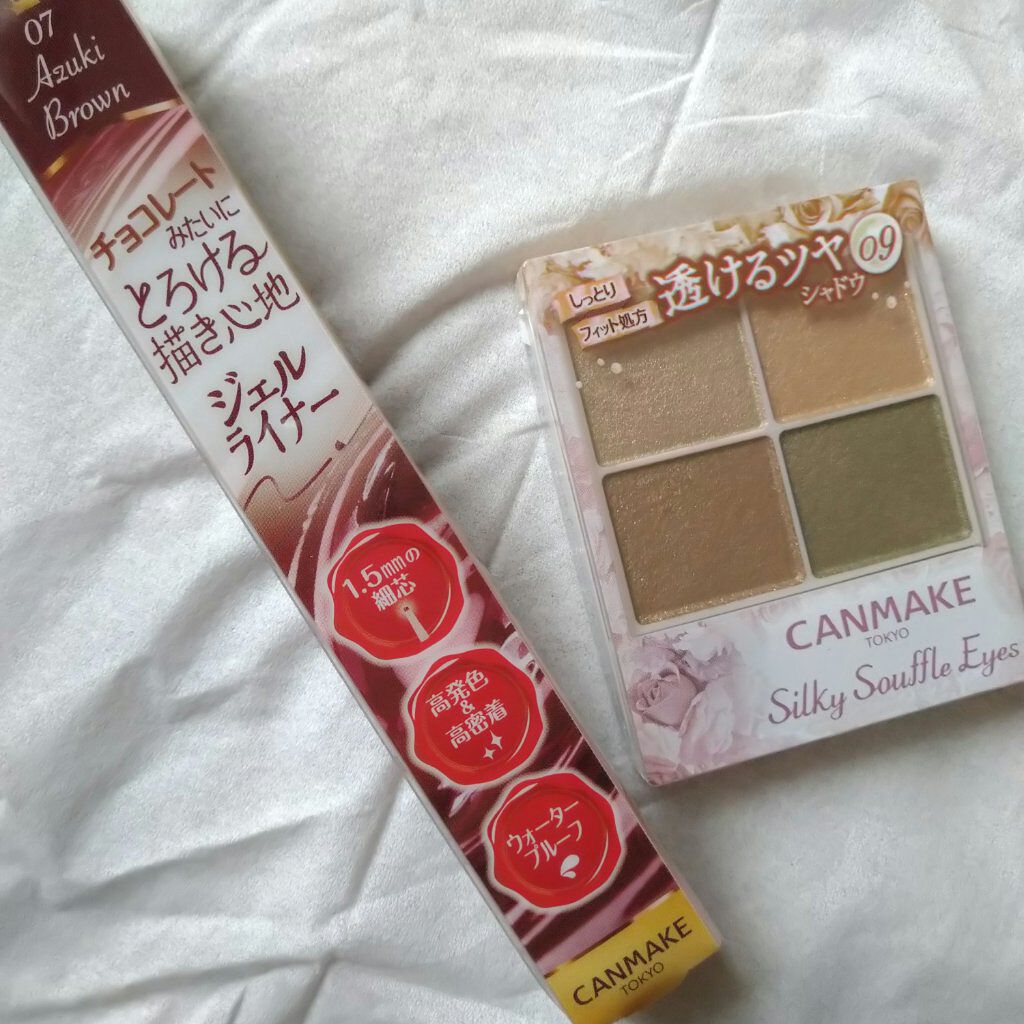 07
Azuki
Brown
チョコレート
みたいに
とろける
描き心地
ジェル
ライナー
1.5mmの
細芯
高発色
&
高密着
ウォーター
プルーフ
CANMAKE
TOKYO
しっとり
フィット処方
透けるツヤ
シャドウ
09
CANMAKE
TOKYO
Silky Souffle Eyes